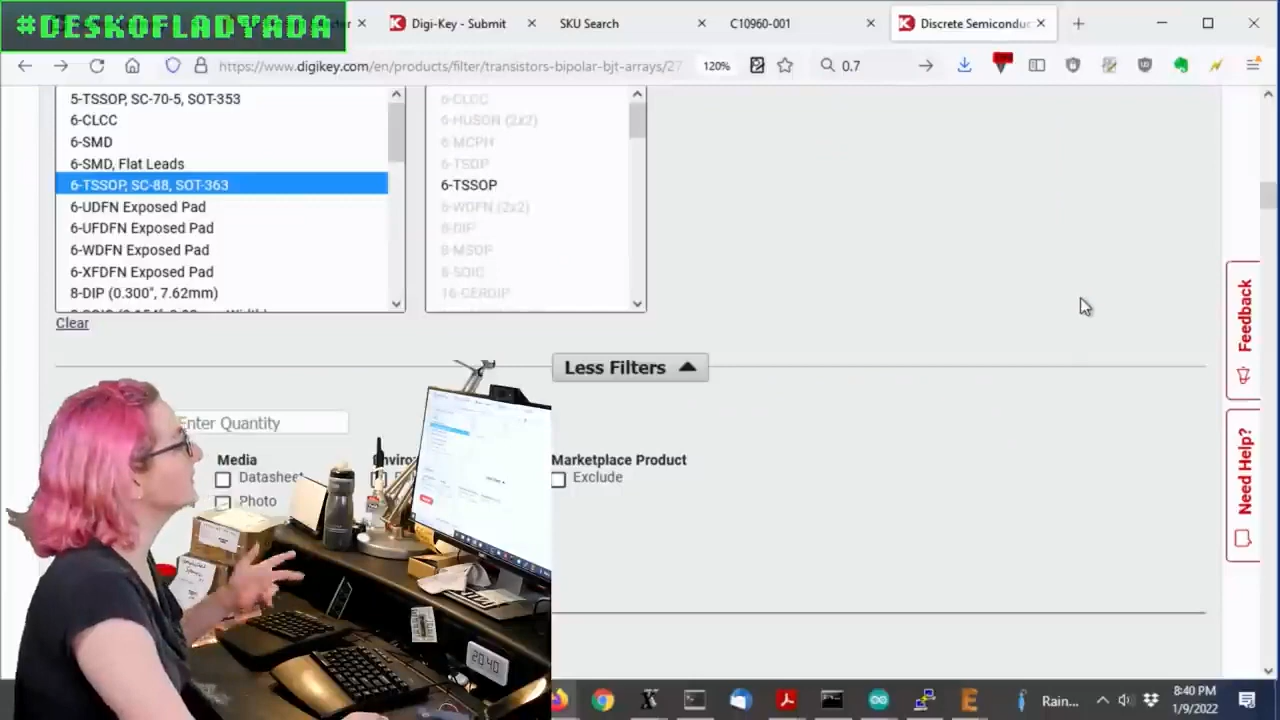 #DESKOFLADYADA
Digi-Key - Submit
SKU Search
C10960-001
Discrete Semiconduc
https://www.digikey.com/en/products/filter/transistors-bipolar-bjt-arrays/27
120%
0.7
5-TSSOP, SC-70-5, SOT-353
6-CLCC
6-SMD
6-SMD, Flat Leads
6-TSSOP, SC-88, SOT-363
6-UDFN Exposed Pad
6-UFDFN Exposed Pad
6-WDFN Exposed Pad
6-XFDFN Exposed Pad
8-DIP (0.300", 7.62mm)
6-CLCC
6-HUSON (2x2)
6-MCPH
6-TSOP
6-TSSOP
6-WDFN (2x2)
8-DIP
8-MSOP
8-SOIC
16-CERDIP
Clear
Less Filters
Enter Quantity
Media
Datasheet
Photo
Marketplace Product
Exclude
Feedback
Need Help?
20:40
Rain...
8:40 PM
1/9/2022